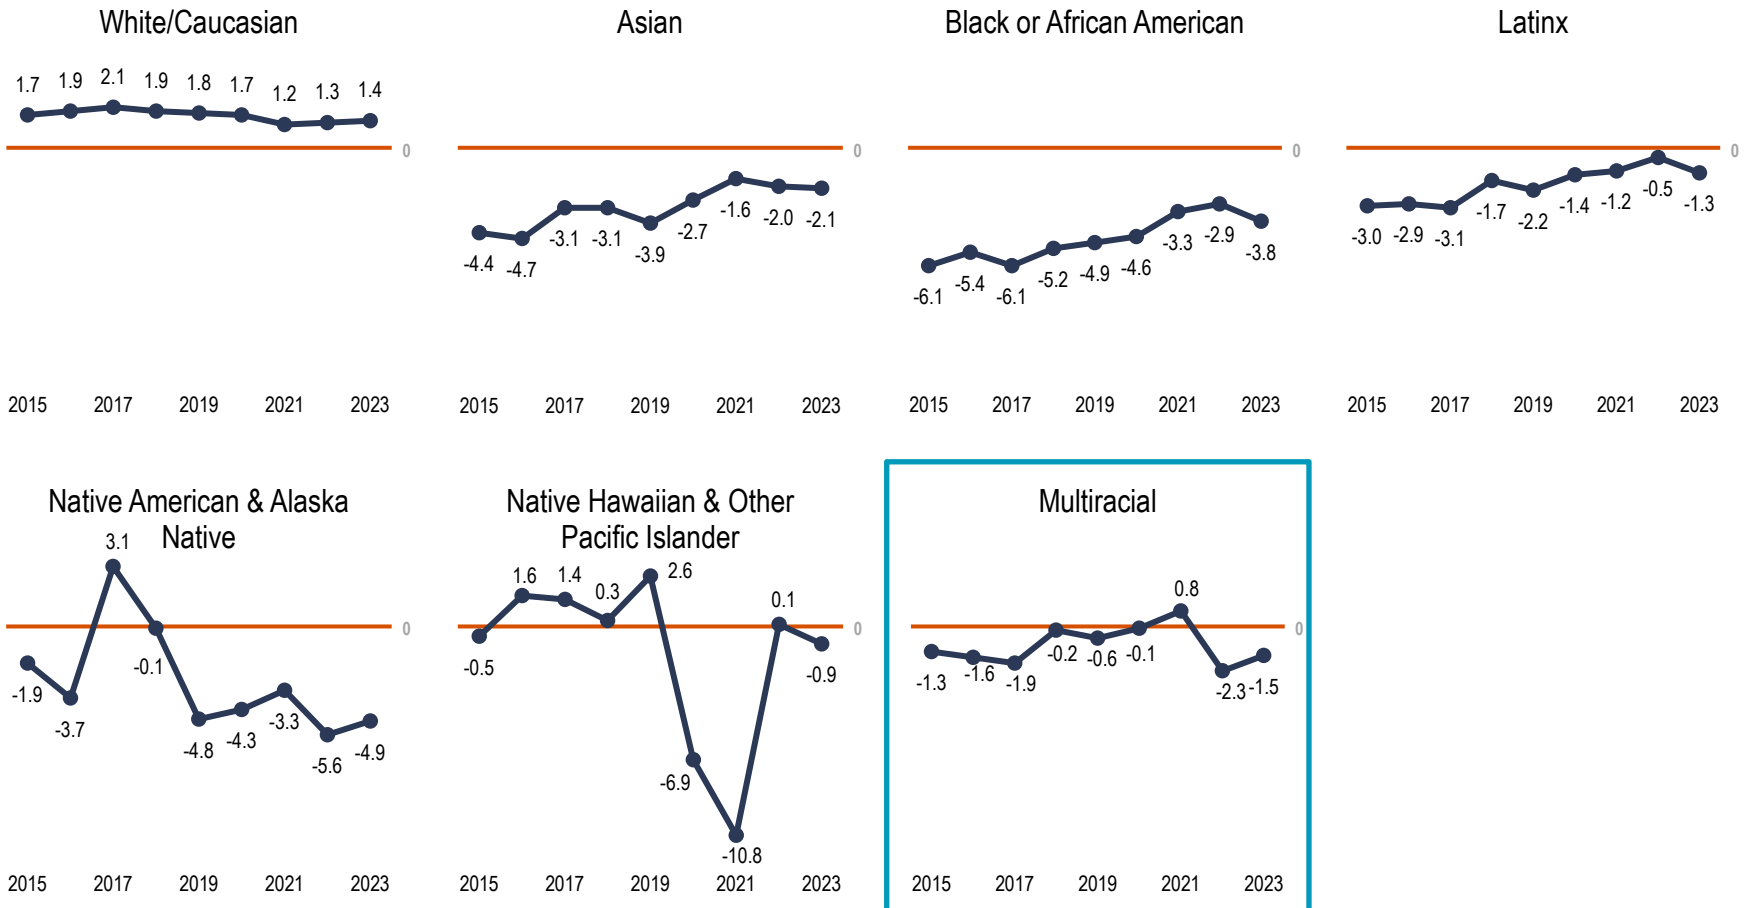 White/Caucasian
1.7 1.9 2.1 1.9 1.8 1.7 1.2 1.3 1.4
0
2015 2017 2019 2021 2023
Asian
0
-4.4 -4.7 -3.1 -3.1 -3.9 -2.7 -1.6 -2.0 -2.1
2015 2017 2019 2021 2023
Black or African American
0
-6.1 -5.4 -6.1 -5.2 -4.9 -4.6 -3.3 -2.9 -3.8
2015 2017 2019 2021 2023
Latinx
0
-3.0 -2.9 -3.1 -1.7 -2.2 -1.4 -1.2 -0.5 -1.3
2015 2017 2019 2021 2023
Native American & Alaska
Native
0
-1.9 -3.7 3.1 -0.1 -4.8 -4.3 -3.3 -5.6 -4.9
2015 2017 2019 2021 2023
Native Hawaiian & Other
Pacific Islander
0
-0.5 1.6 1.4 0.3 2.6 -6.9 -10.8 0.1 -0.9
2015 2017 2019 2021 2023
Multiracial
0
-1.3 -1.6 -1.9 -0.2 -0.6 -0.1 0.8 -2.3 -1.5
2015 2017 2019 2021 2023